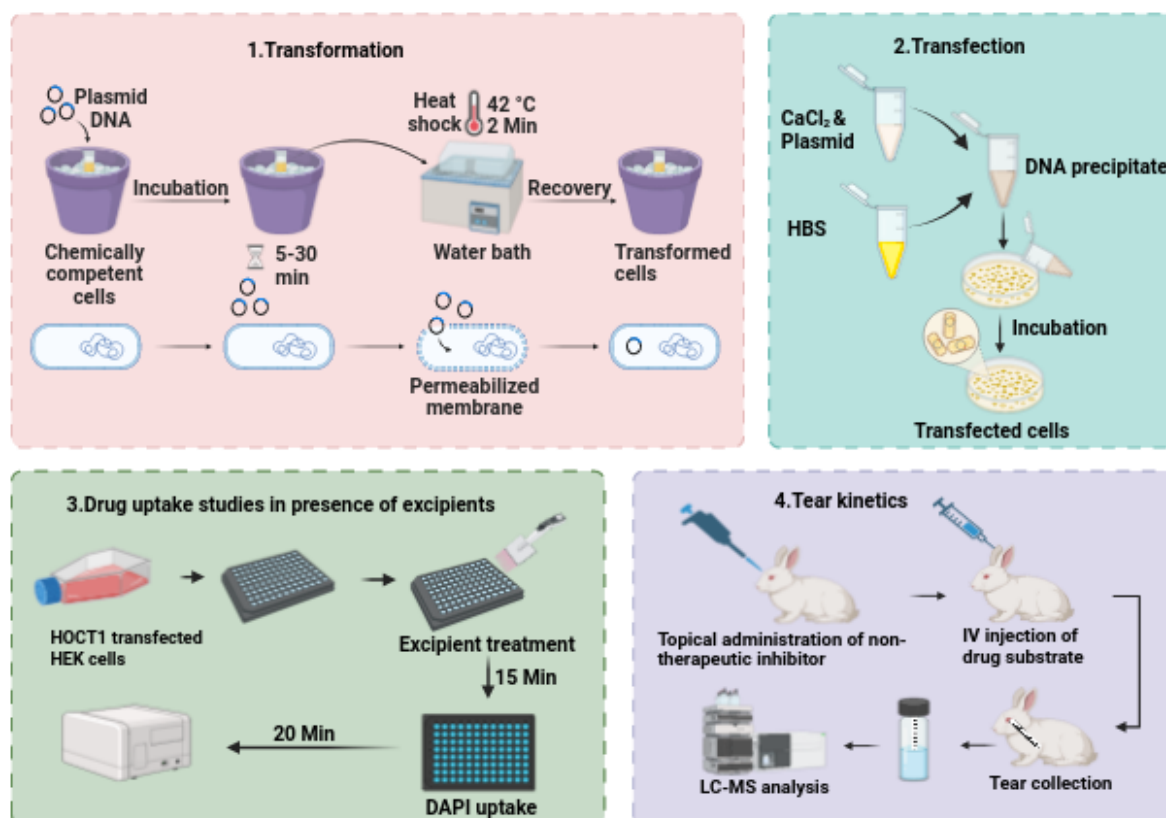 1.Transformation
Plasmid
DNA
Heat
shock
42 °C
2 Min
Incubation
Recovery
Chemically
competent
cells
5-30
min
Water bath
Transformed
cells
Permeabilized
membrane
2.Transfection
CaCl₂ &
Plasmid
DNA precipitate
HBS
Incubation
Transfected cells
3.Drug uptake studies in presence of excipients
HOCT1 transfected
HEK cells
Excipient treatment
15 Min
20 Min
DAPI uptake
4.Tear kinetics
Topical administration of non-
therapeutic inhibitor
IV injection of
drug substrate
LC-MS analysis
Tear collection